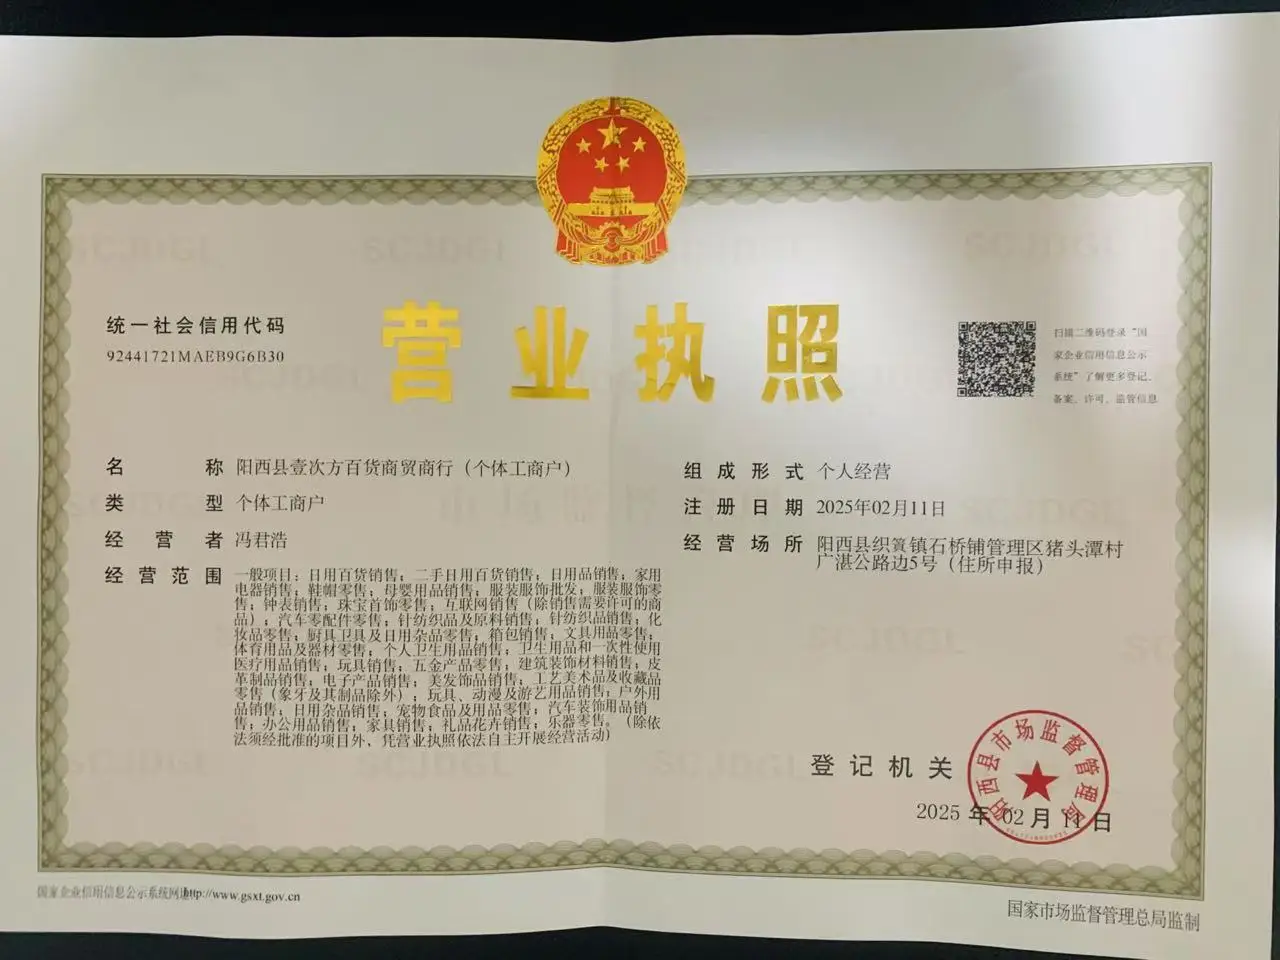 营业执照
统一社会信用代码
92441721MAEB9G6B30
扫描二维码登录“国
家企业信用信息公示
系统”了解更多登记、
备案、许可、监管信息
名 称 阳西县壹次方百货商贸商行（个体工商户）
类 型 个体工商户
经 营 者 冯君浩
经 营 范 围 一般项目：日用百货销售；二手日用百货销售；日用品销售；家用
电器销售；鞋帽零售；母婴用品销售；服装服饰批发；服装服饰零
售；钟表销售；珠宝首饰零售；互联网销售（除销售需要许可的商
品）；汽车零配件零售；针纺织品及原料销售；针纺织品销售；化
妆品零售；厨具卫具及日用杂品零售；箱包销售；文具用品零售；
体育用品及器材零售；个人卫生用品销售；卫生用品和一次性使用
医疗用品销售；玩具销售；五金产品零售；建筑装饰材料销售；皮
革制品销售；电子产品销售；美发饰品销售；工艺美术品及收藏品
零售（象牙及其制品除外）；玩具、动漫及游艺用品销售；户外用
品销售；日用杂品销售；宠物食品及用品零售；汽车装饰用品销
售；办公用品销售；家具销售；礼品花卉销售；乐器零售。（除依
法须经批准的项目外，凭营业执照依法自主开展经营活动）
组 成 形 式 个人经营
注 册 日 期 2025年02月11日
经 营 场 所 阳西县织篢镇石桥铺管理区猪头潭村
广湛公路边5号（住所申报）
登 记 机 关
阳西县市场监督管理局
2025 年 02 月 11 日
国家企业信用信息公示系统网址：http://www.gsxt.gov.cn
国家市场监督管理总局监制